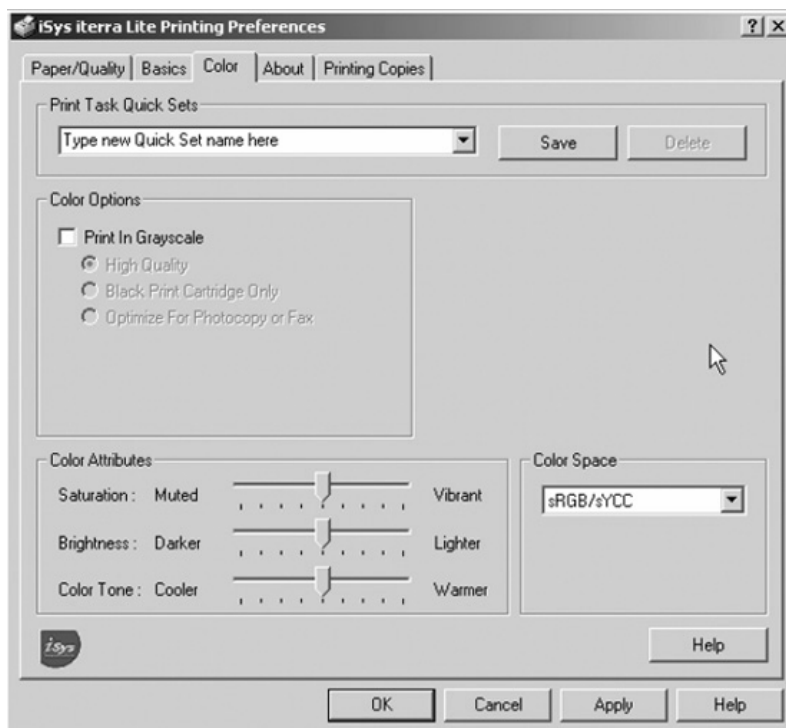 iSys iterra Lite Printing Preferences
Paper/Quality Basics Color About Printing Copies
Print Task Quick Sets
Type new Quick Set name here Save Delete
Color Options
Print In Grayscale
High Quality
Black Print Cartridge Only
Optimize For Photocopy or Fax
Color Attributes
Saturation : Muted Vibrant
Brightness : Darker Lighter
Color Tone : Cooler Warmer
Color Space
sRGB/sYCC
iSys
Help
OK Cancel Apply Help